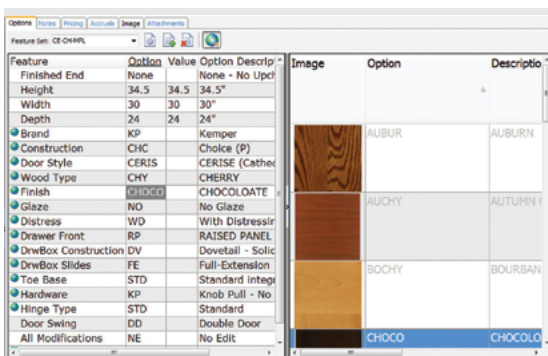 Options Notes Pricing Accruals Image Attachments
Feature Set: CE-CH-MPL
Feature Option Value Option Descrip
Finished End None None - No Upch
Height 34.5 34.5 34.5"
Width 30 30 30"
Depth 24 24 24"
Brand KP Kemper
Construction CHC Choice (P)
Door Style CERIS CERISE (Cathed
Wood Type CHY CHERRY
Finish CHOCO CHOCOLOATE
Glaze NO No Glaze
Distress WD With Distressin
Drawer Front RP RAISED PANEL
DrwBox Construction DV Dovetail - Solic
DrwBox Slides FE Full-Extension
Toe Base STD Standard Integr
Hardware KP Knob Pull - No
Hinge Type STD Standard
Door Swing DD Double Door
All Modifications NE No Edit
Image Option Descriptio
AUBUR AUBURN
AUCHY AUTUMN
BOCHY BOURBAN
CHOCO CHOCOLO